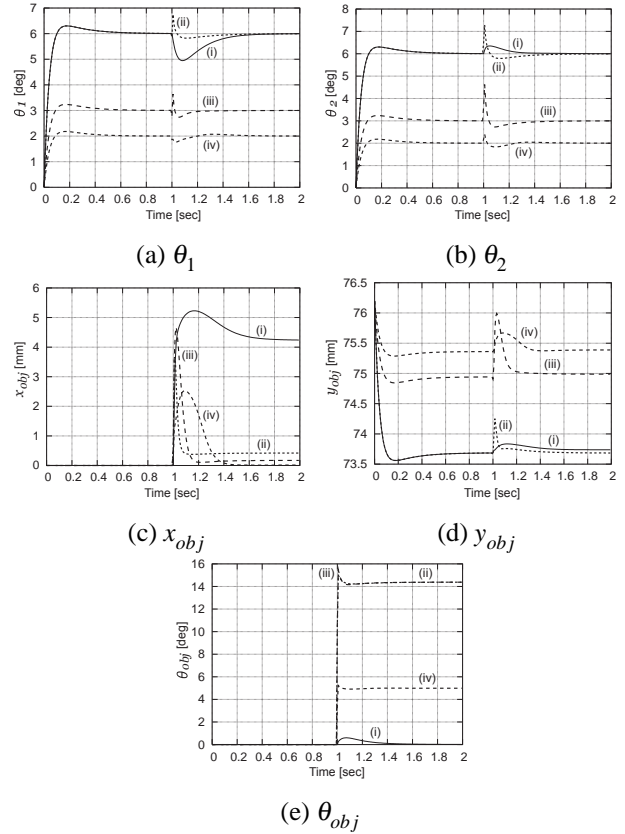 6
5
4
3
2
1
0
θ1 [deg]
(ii)
(i)
(iii)
(iv)
0 0.2 0.4 0.6 0.8 1 1.2 1.4 1.6 1.8 2
Time [sec]
(a) θ1
8
7
6
5
4
3
2
1
0
θ2 [deg]
(i)
(ii)
(iii)
(iv)
0 0.2 0.4 0.6 0.8 1 1.2 1.4 1.6 1.8 2
Time [sec]
(b) θ2
6
5
4
3
2
1
0
xobj [mm]
(i)
(iii)
(iv)
(ii)
0 0.2 0.4 0.6 0.8 1 1.2 1.4 1.6 1.8 2
Time [sec]
(c) xobj
76.5
76
75.5
75
74.5
74
73.5
yobj [mm]
(iv)
(iii)
(ii)
(i)
0 0.2 0.4 0.6 0.8 1 1.2 1.4 1.6 1.8 2
Time [sec]
(d) yobj
16
14
12
10
8
6
4
2
0
θobj [deg]
(iii)
(ii)
(iv)
(i)
0 0.2 0.4 0.6 0.8 1 1.2 1.4 1.6 1.8 2
Time [sec]
(e) θobj